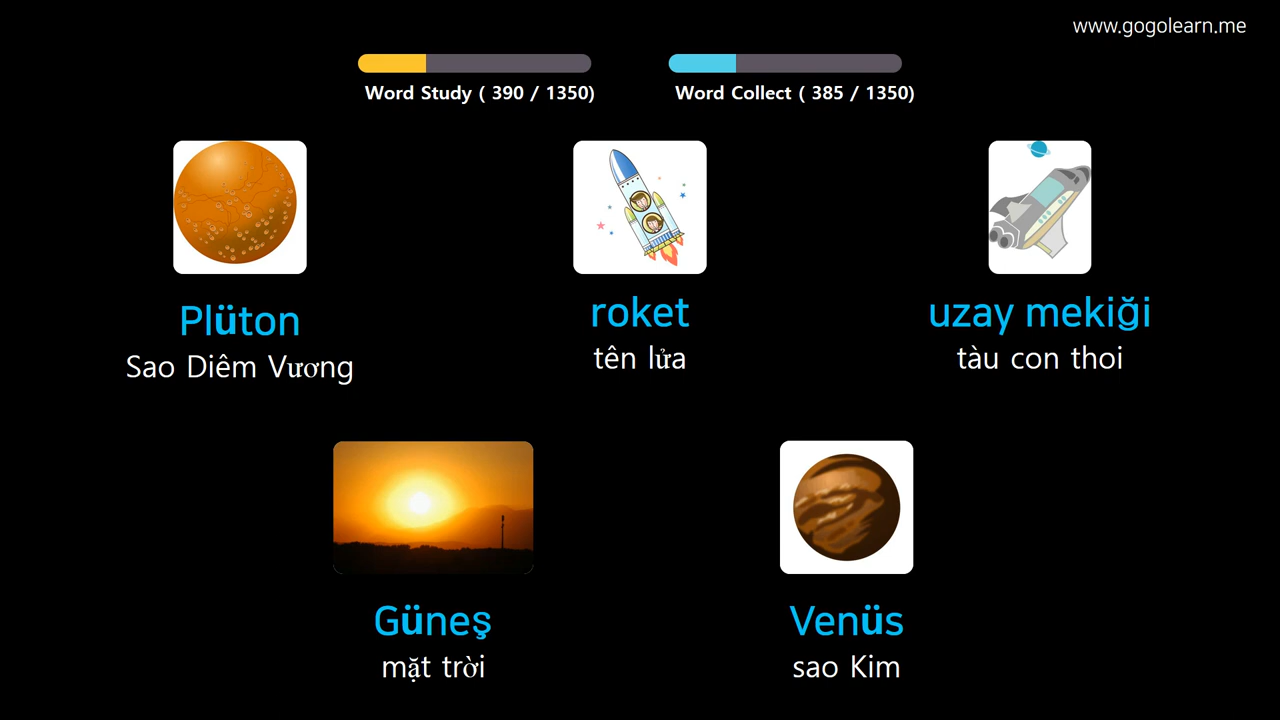 www.gogolearn.me
Word Study ( 390 / 1350)
Word Collect ( 385 / 1350)
Plüton
Sao Diêm Vương
roket
tên lửa
uzay mekiği
tàu con thoi
Güneş
mặt trời
Venüs
sao Kim